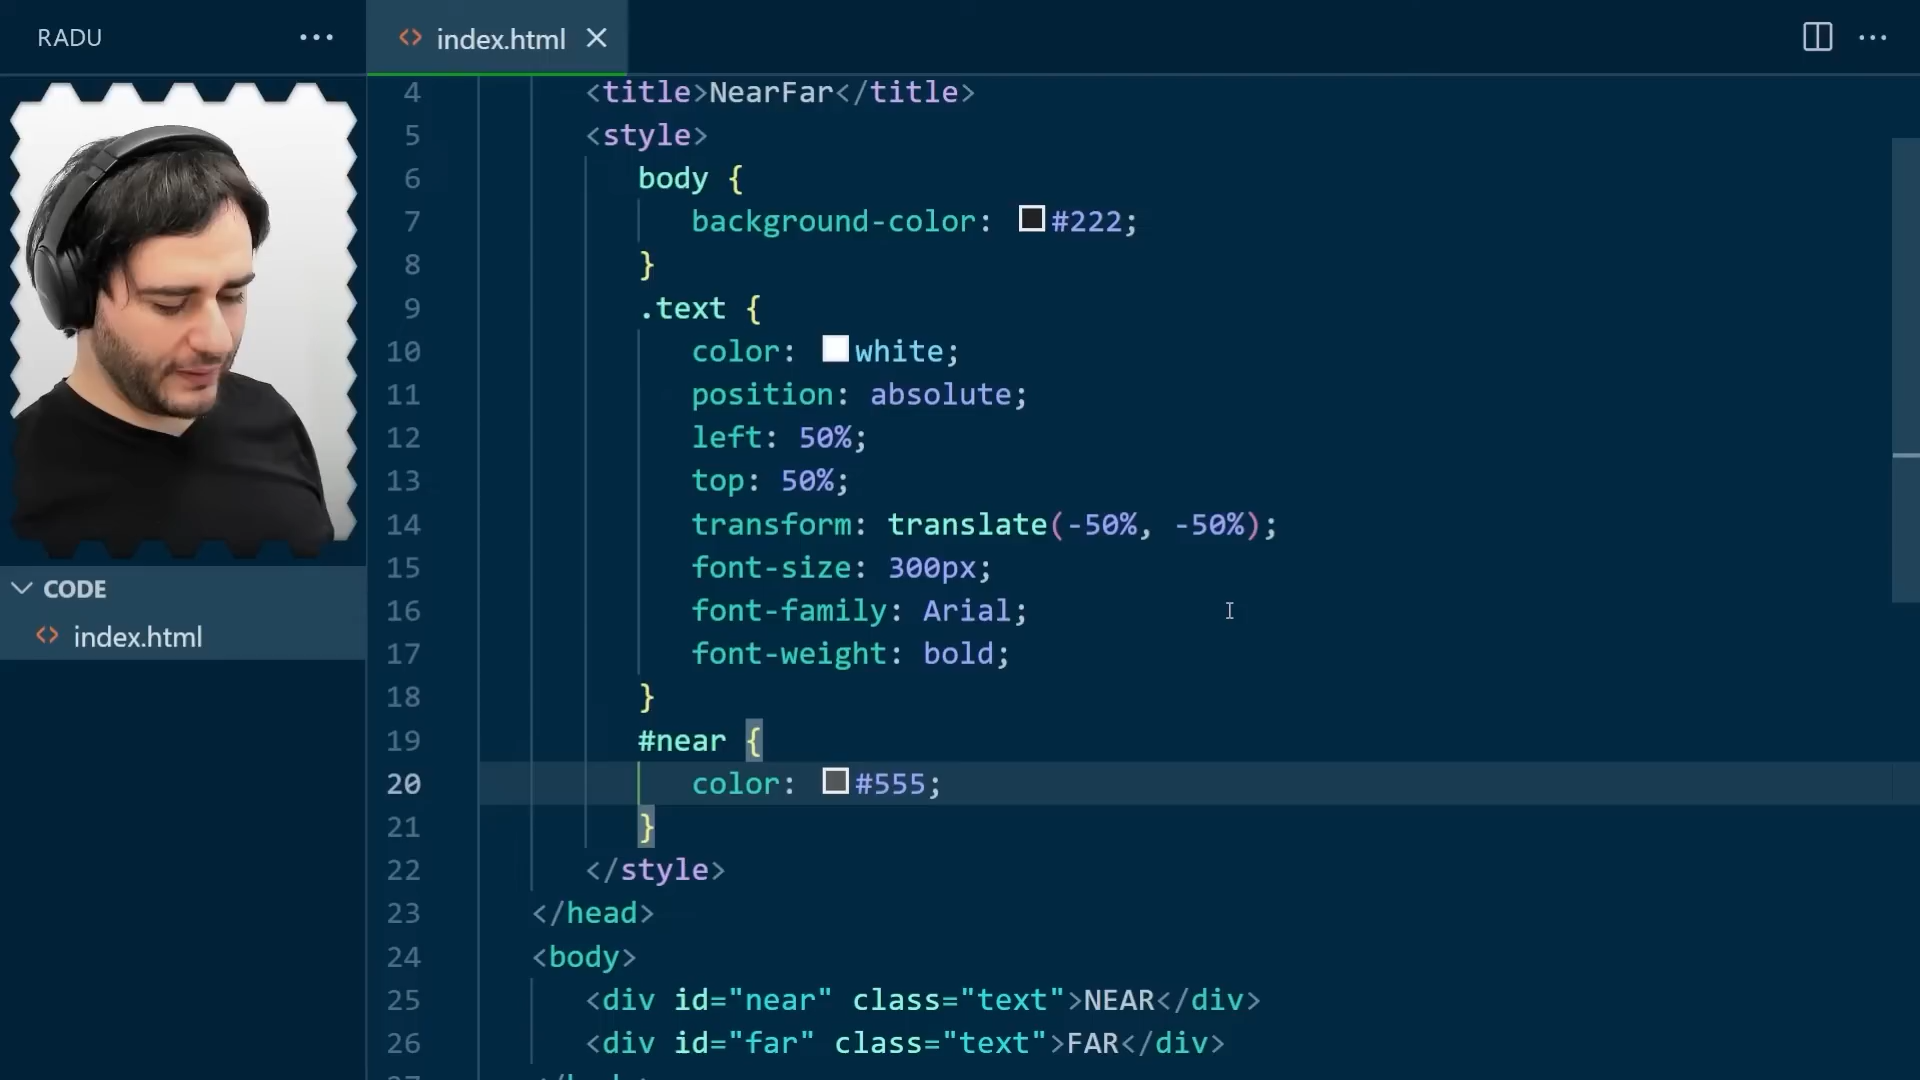 RADU
index.html
4 <title>NearFar</title>
5 <style>
6 body {
7 background-color: #222;
8 }
9 .text {
10 color: white;
11 position: absolute;
12 left: 50%;
13 top: 50%;
14 transform: translate(-50%, -50%);
15 font-size: 300px;
16 font-family: Arial;
17 font-weight: bold;
18 }
19 #near {
20 color: #555;
21 }
22 </style>
23 </head>
24 <body>
25 <div id="near" class="text">NEAR</div>
26 <div id="far" class="text">FAR</div>
CODE
index.html